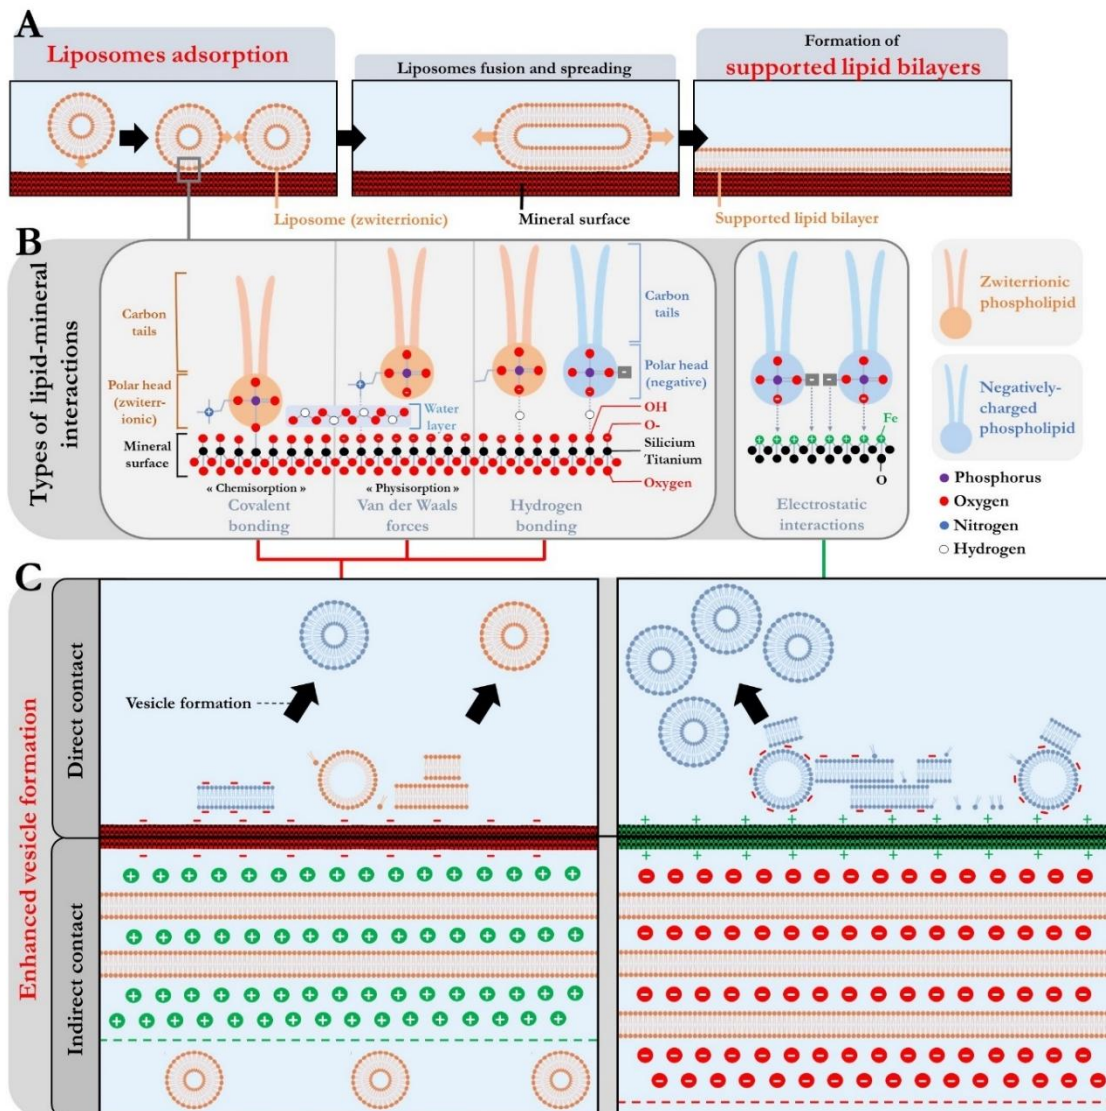 A
Liposomes adsorption
Liposomes fusion and spreading
Formation of
supported lipid bilayers
Liposome (zwiterrionic)
Mineral surface
Supported lipid bilayer
B
Types of lipid-mineral
interactions
Carbon
tails
Polar head
(zwiterr-
ionic)
Mineral
surface
Water
layer
Carbon
tails
Polar head
(negative)
OH
O-
Silicium
Titanium
Oxygen
« Chemisorption »
Covalent
bonding
« Physisorption »
Van der Waals
forces
Hydrogen
bonding
Fe
O
Electrostatic
interactions
Zwiterrionic
phospholipid
Negatively-
charged
phospholipid
Phosphorus
Oxygen
Nitrogen
Hydrogen
C
Enhanced vesicle formation
Direct contact
Vesicle formation
Indirect contact